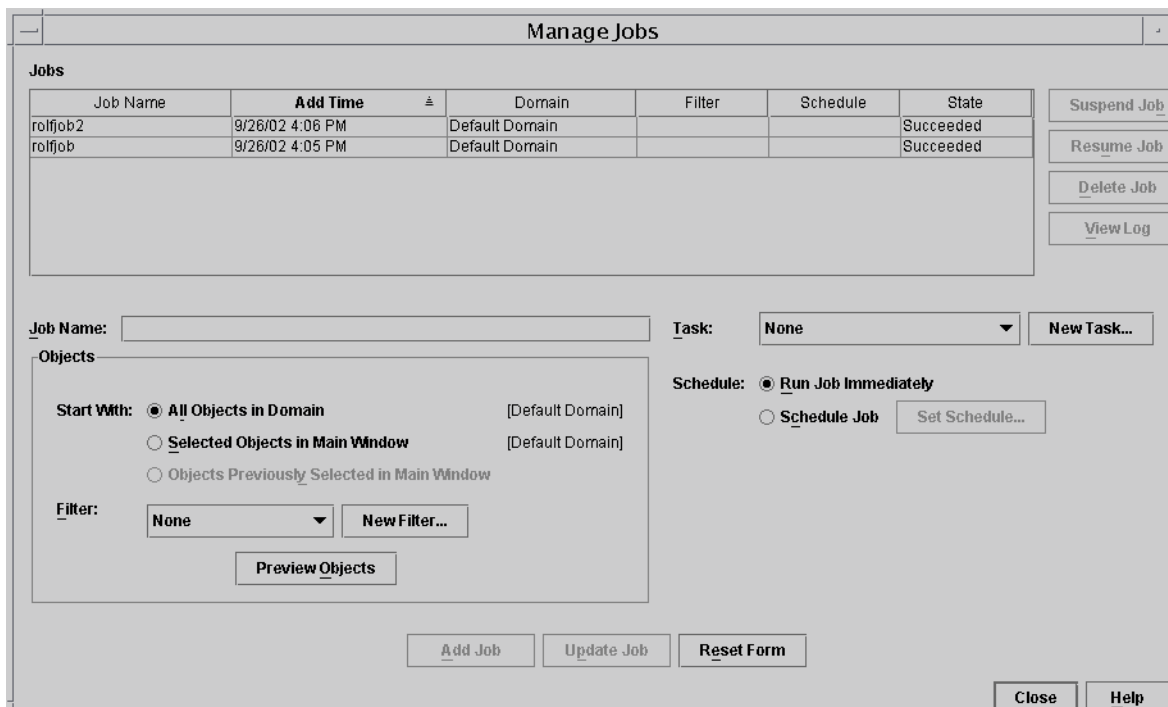 Manage Jobs
Jobs
Job Name Add Time Domain Filter Schedule State
rolfjob2 9/26/02 4:06 PM Default Domain Succeeded
rolfjob 9/26/02 4:05 PM Default Domain Succeeded
Suspend Job
Resume Job
Delete Job
View Log
Job Name:
Task: None New Task...
Objects
Start With: All Objects in Domain [Default Domain]
Selected Objects in Main Window [Default Domain]
Objects Previously Selected in Main Window
Filter: None New Filter...
Preview Objects
Schedule: Run Job Immediately
Schedule Job Set Schedule...
Add Job Update Job Reset Form
Close Help